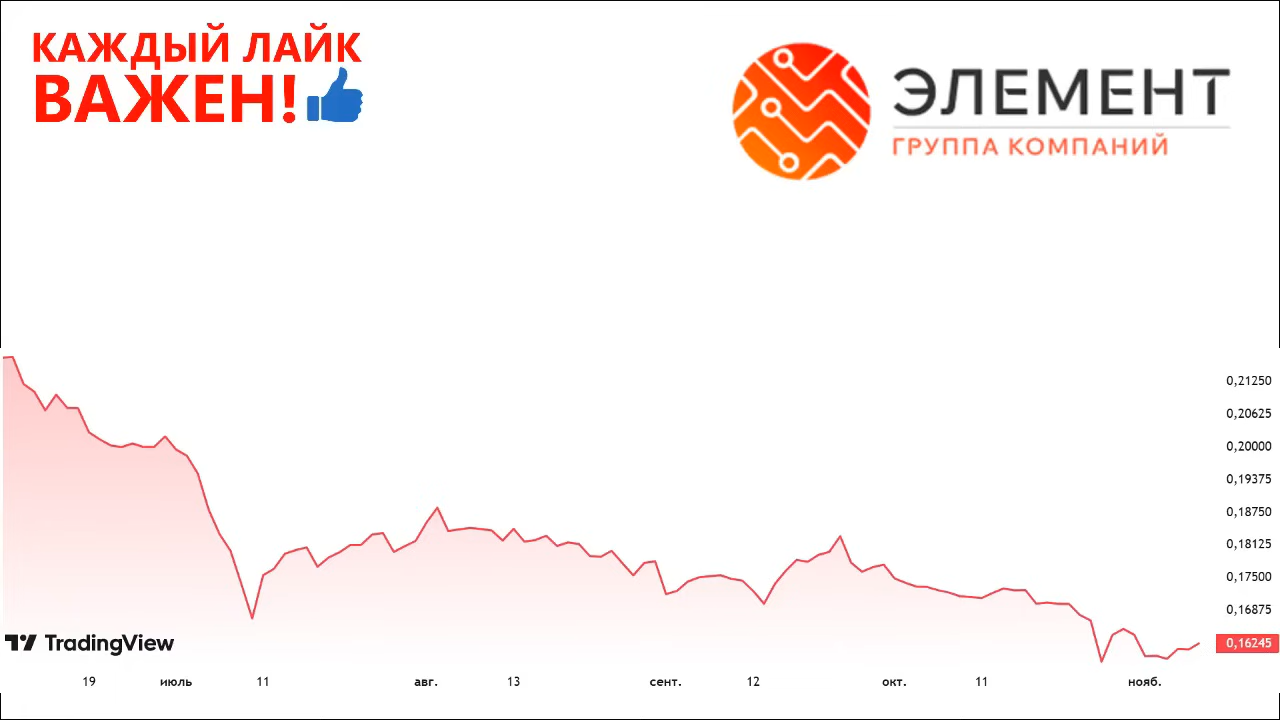 КАЖДЫЙ ЛАЙК
ВАЖЕН!
ЭЛЕМЕНТ
ГРУППА КОМПАНИЙ
0,21250
0,20625
0,20000
0,19375
0,18750
0,18125
0,17500
0,16875
0,16245
TradingView
19 июль 11 авг. 13 сент. 12 окт. 11 нояб.